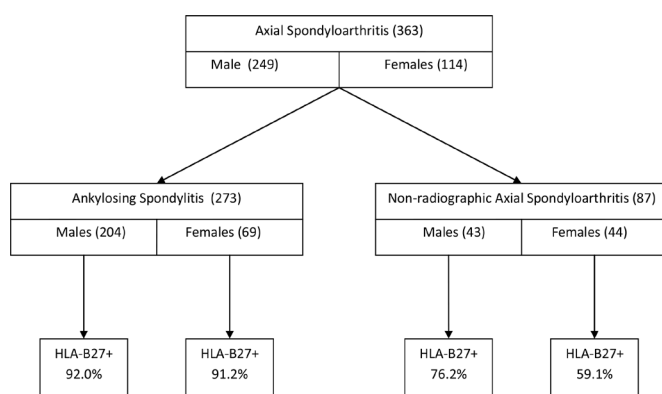 Axial Spondyloarthritis (363)
Male (249) Females (114)
Ankylosing Spondylitis (273) Non-radiographic Axial Spondyloarthritis (87)
Males (204) Females (69) Males (43) Females (44)
HLA-B27+ HLA-B27+ HLA-B27+ HLA-B27+
92.0% 91.2% 76.2% 59.1%